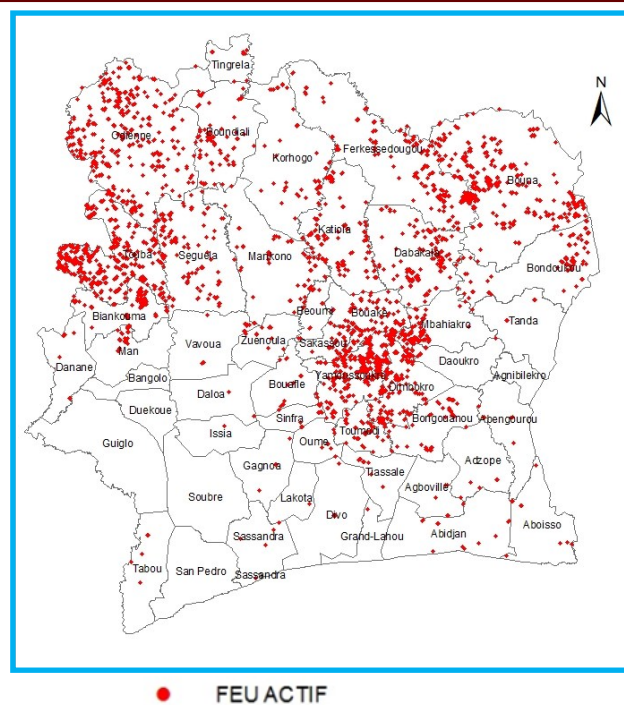 N
Tingrela
Odienne
Boundiali
Korhogo
Ferkessedougou
Bouna
Touba
Seguela
Mankono
Katiola
Dabakala
Bondoukou
Biankouma
Beoumi
Bouake
Mbahiakro
Tanda
Man
Vavoua
Zuenoula
Sakassou
Danane
Daoukro
Bangolo
Yamoussoukro
Agnibilekro
Daloa
Bouafle
Dimbokro
Duekoue
Sinfra
Bongouanou
Abengourou
Guiglo
Issia
Oume
Toumodi
Gagnoa
Tiassale
Adzope
Soubre
Lakota
Agboville
Divo
Aboisso
Sassandra
Grand-Lahou
Abidjan
Tabou
San Pedro
Sassandra
FEU ACTIF